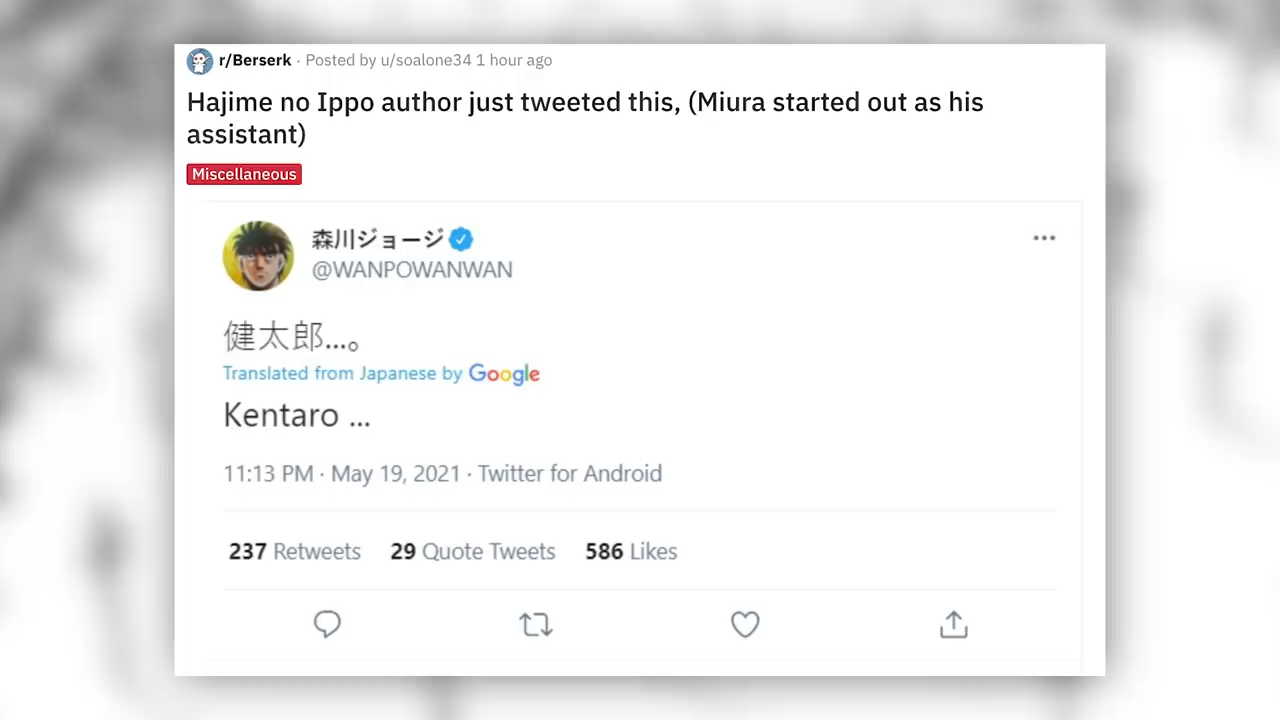 r/Berserk · Posted by u/soalone34 1 hour ago
Hajime no Ippo author just tweeted this, (Miura started out as his
assistant)
Miscellaneous
森川ジョージ
@WANPOWANWAN
健太郎...。
Translated from Japanese by Google
Kentaro ...
11:13 PM · May 19, 2021 · Twitter for Android
237 Retweets 29 Quote Tweets 586 Likes